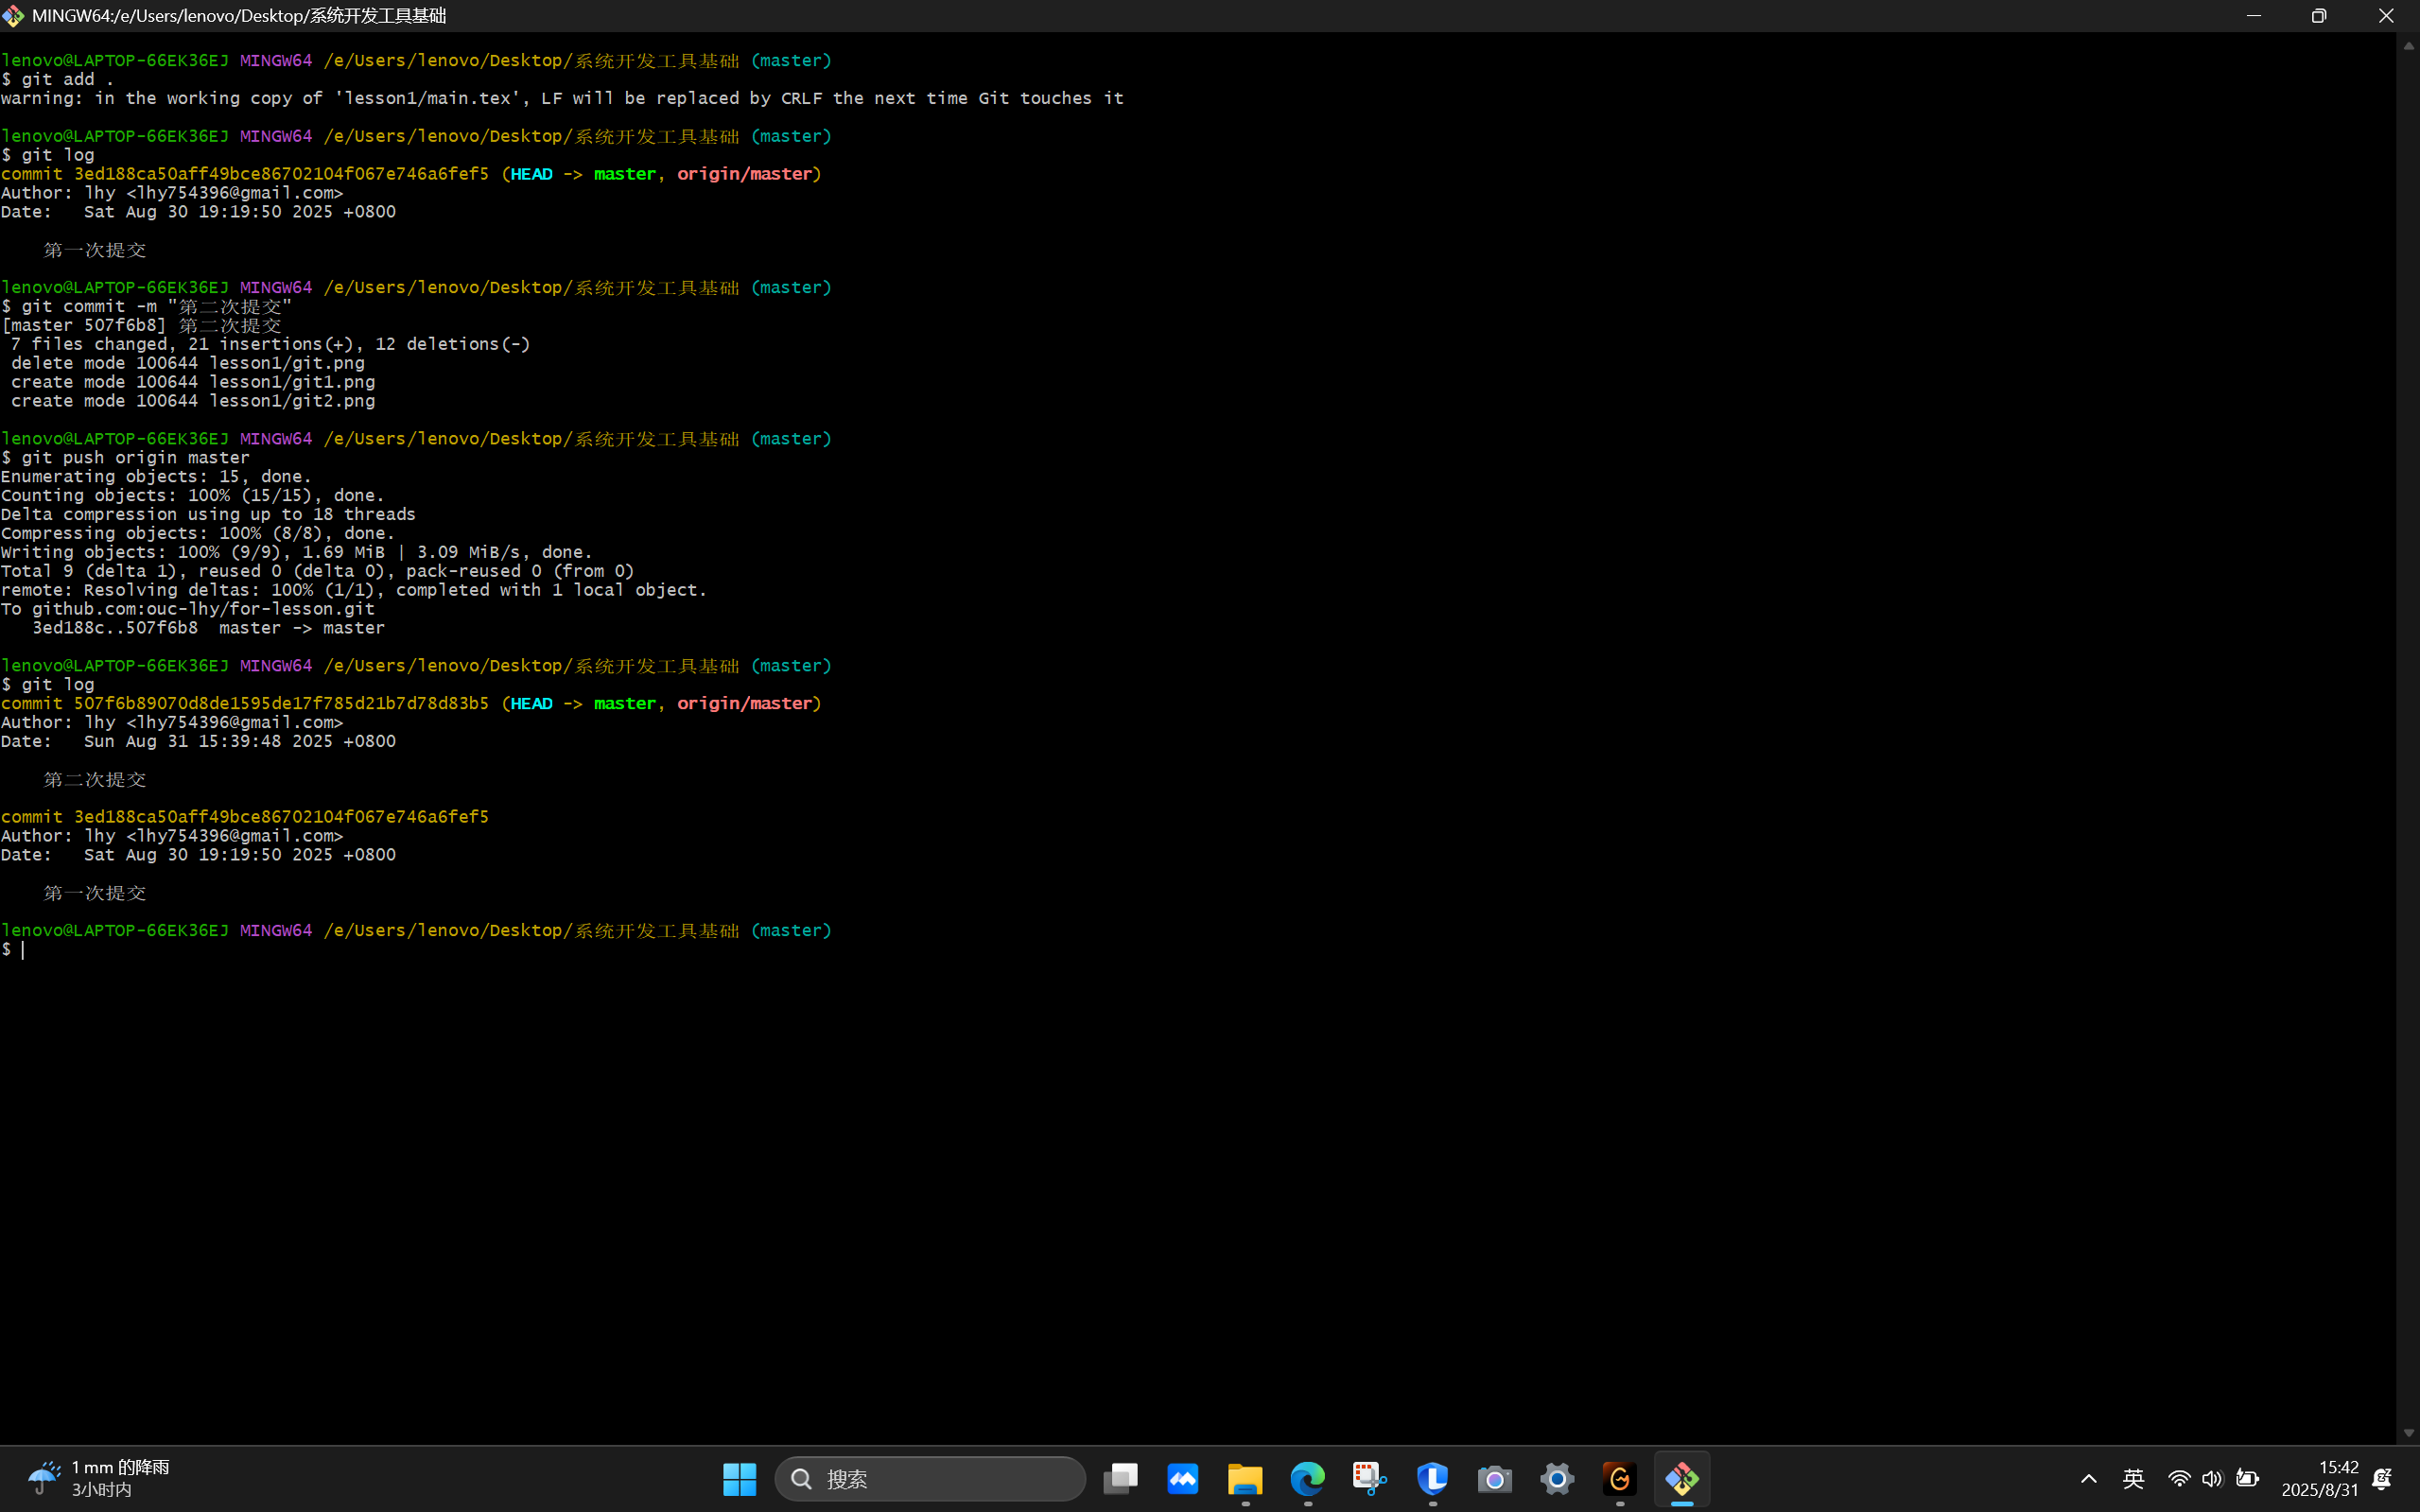 MINGW64:/e/Users/lenovo/Desktop/系统开发工具基础
lenovo@LAPTOP-66EK36EJ MINGW64 /e/Users/lenovo/Desktop/系统开发工具基础 (master)
$ git add .
warning: in the working copy of 'lesson1/main.tex', LF will be replaced by CRLF the next time Git touches it
lenovo@LAPTOP-66EK36EJ MINGW64 /e/Users/lenovo/Desktop/系统开发工具基础 (master)
$ git log
commit 3ed188ca50aff49bce86702104f067e746a6fef5 (HEAD -> master, origin/master)
Author: lhy <lhy754396@gmail.com>
Date:   Sat Aug 30 19:19:50 2025 +0800
    第一次提交
lenovo@LAPTOP-66EK36EJ MINGW64 /e/Users/lenovo/Desktop/系统开发工具基础 (master)
$ git commit -m "第二次提交"
[master 507f6b8] 第二次提交
 7 files changed, 21 insertions(+), 12 deletions(-)
 delete mode 100644 lesson1/git.png
 create mode 100644 lesson1/git1.png
 create mode 100644 lesson1/git2.png
lenovo@LAPTOP-66EK36EJ MINGW64 /e/Users/lenovo/Desktop/系统开发工具基础 (master)
$ git push origin master
Enumerating objects: 15, done.
Counting objects: 100% (15/15), done.
Delta compression using up to 18 threads
Compressing objects: 100% (8/8), done.
Writing objects: 100% (9/9), 1.69 MiB | 3.09 MiB/s, done.
Total 9 (delta 1), reused 0 (delta 0), pack-reused 0 (from 0)
remote: Resolving deltas: 100% (1/1), completed with 1 local object.
To github.com:ouc-lhy/for-lesson.git
   3ed188c..507f6b8  master -> master
lenovo@LAPTOP-66EK36EJ MINGW64 /e/Users/lenovo/Desktop/系统开发工具基础 (master)
$ git log
commit 507f6b89070d8de1595de17f785d21b7d78d83b5 (HEAD -> master, origin/master)
Author: lhy <lhy754396@gmail.com>
Date:   Sun Aug 31 15:39:48 2025 +0800
    第二次提交
commit 3ed188ca50aff49bce86702104f067e746a6fef5
Author: lhy <lhy754396@gmail.com>
Date:   Sat Aug 30 19:19:50 2025 +0800
    第一次提交
lenovo@LAPTOP-66EK36EJ MINGW64 /e/Users/lenovo/Desktop/系统开发工具基础 (master)
$
1 mm 的降雨
3小时内
搜索
英
15:42
2025/8/31